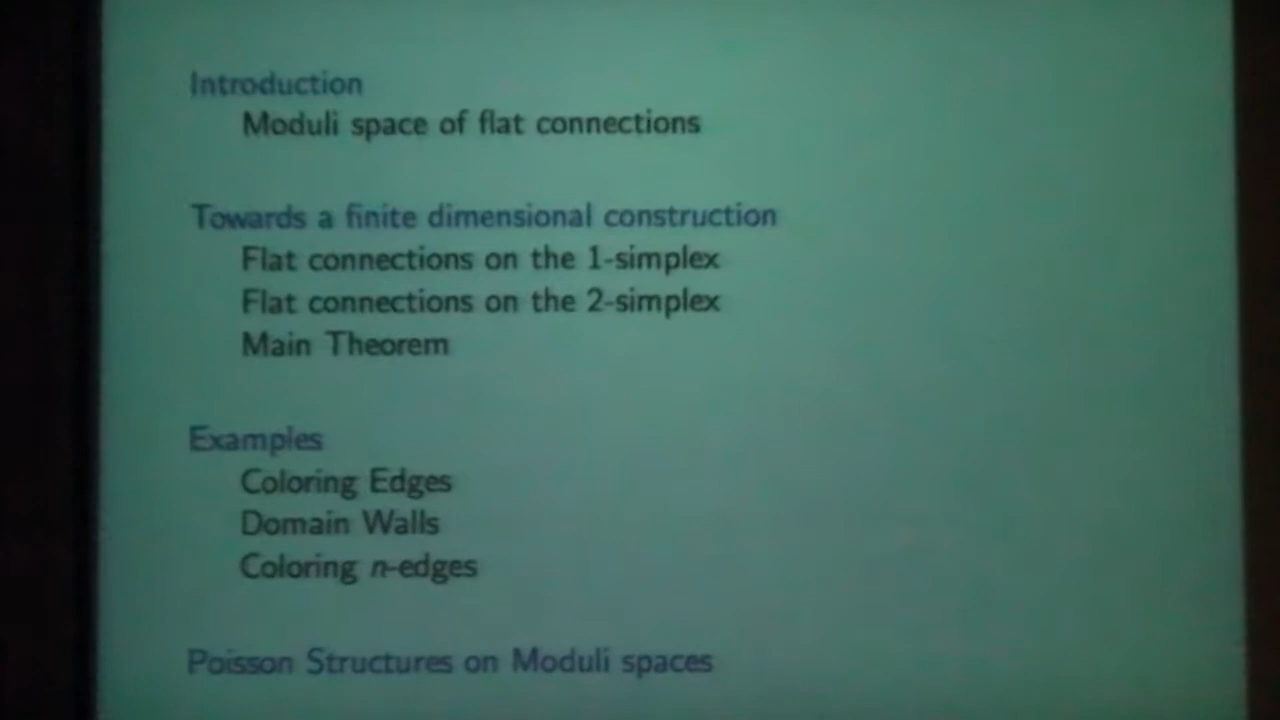 Introduction
Moduli space of flat connections
Towards a finite dimensional construction
Flat connections on the 1-simplex
Flat connections on the 2-simplex
Main Theorem
Examples
Coloring Edges
Domain Walls
Coloring n-edges
Poisson Structures on Moduli spaces